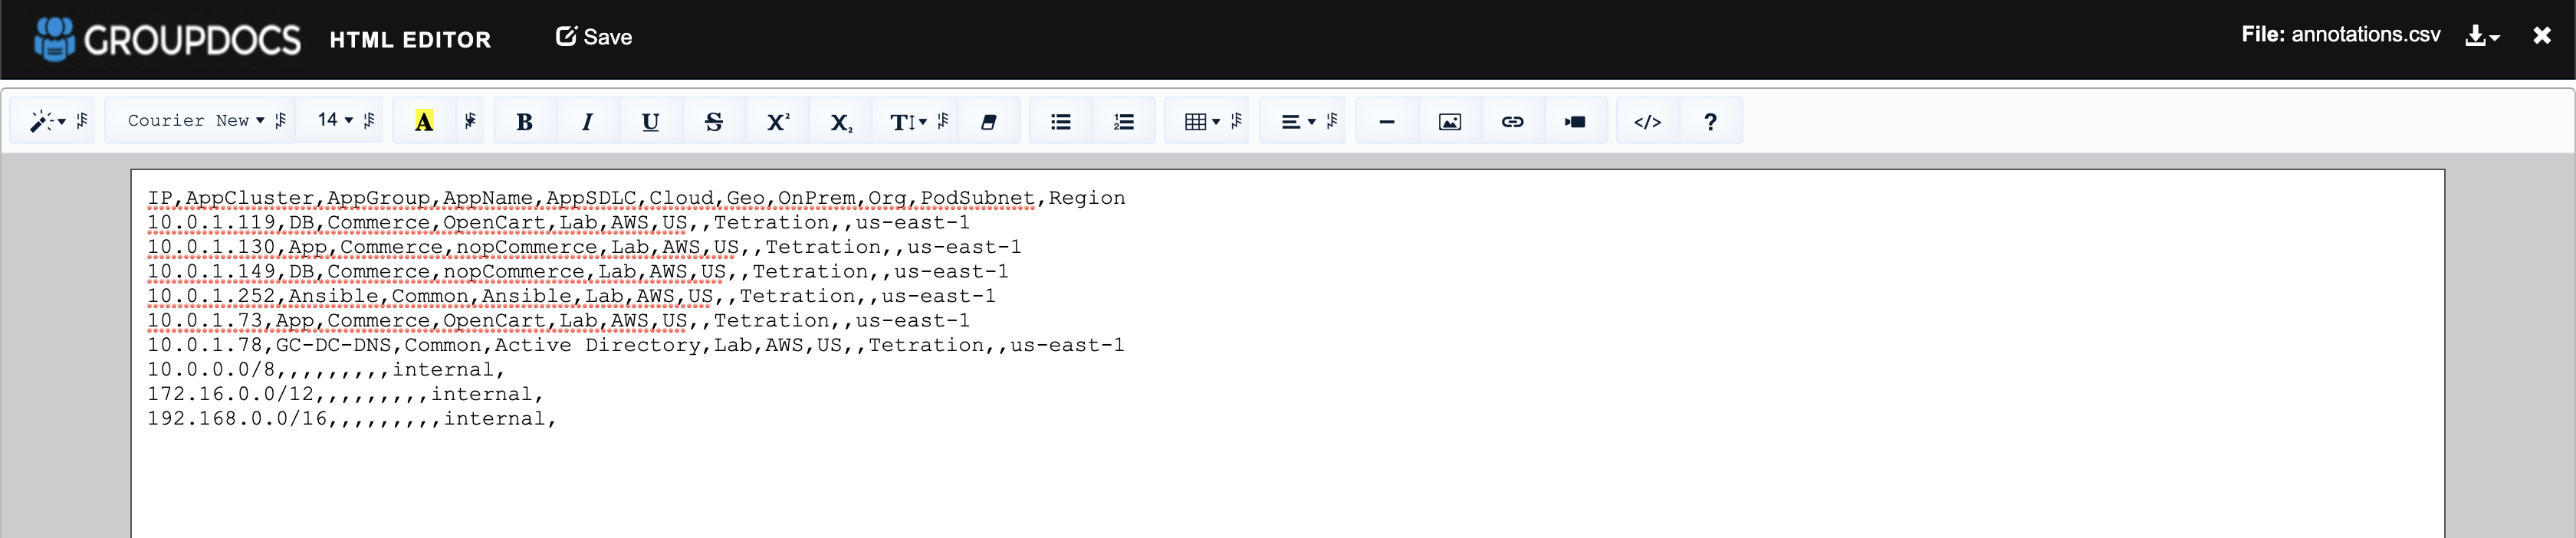 GROUPDOCS HTML EDITOR Save File: annotations.csv
Courier New 14 A B I U S X² X₂ T </> ?
IP,AppCluster,AppGroup,AppName,AppSDLC,Cloud,Geo,OnPrem,Org,PodSubnet,Region
10.0.1.119,DB,Commerce,OpenCart,Lab,AWS,US,,Tetration,,us-east-1
10.0.1.130,App,Commerce,nopCommerce,Lab,AWS,US,,Tetration,,us-east-1
10.0.1.149,DB,Commerce,nopCommerce,Lab,AWS,US,,Tetration,,us-east-1
10.0.1.252,Ansible,Common,Ansible,Lab,AWS,US,,Tetration,,us-east-1
10.0.1.73,App,Commerce,OpenCart,Lab,AWS,US,,Tetration,,us-east-1
10.0.1.78,GC-DC-DNS,Common,Active Directory,Lab,AWS,US,,Tetration,,us-east-1
10.0.0.0/8,,,,,,,,,internal,
172.16.0.0/12,,,,,,,,,internal,
192.168.0.0/16,,,,,,,,,internal,